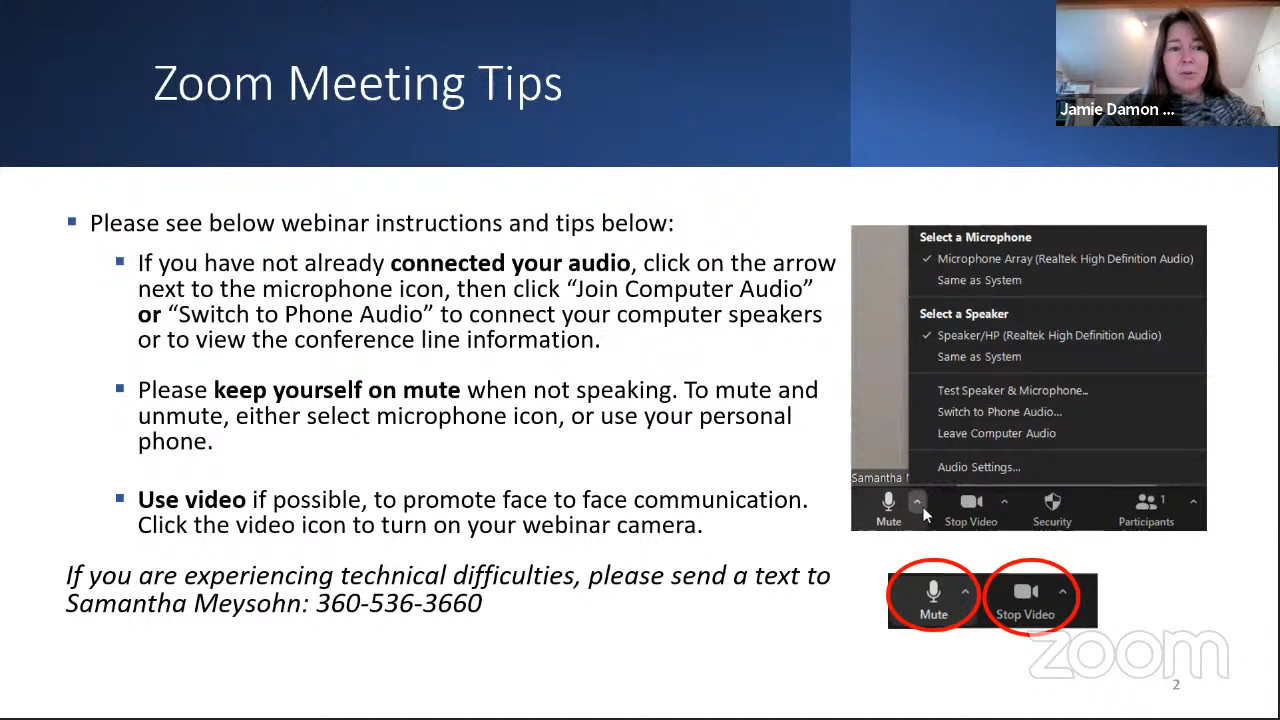 Zoom Meeting Tips
Jamie Damon ...
Please see below webinar instructions and tips below:
If you have not already connected your audio, click on the arrow
next to the microphone icon, then click “Join Computer Audio”
or “Switch to Phone Audio” to connect your computer speakers
or to view the conference line information.
Please keep yourself on mute when not speaking. To mute and
unmute, either select microphone icon, or use your personal
phone.
Use video if possible, to promote face to face communication.
Click the video icon to turn on your webinar camera.
If you are experiencing technical difficulties, please send a text to
Samantha Meysohn: 360-536-3660
Select a Microphone
Microphone Array (Realtek High Definition Audio)
Same as System
Select a Speaker
Speaker/HP (Realtek High Definition Audio)
Same as System
Test Speaker & Microphone...
Switch to Phone Audio...
Leave Computer Audio
Audio Settings...
Samantha
Mute
Stop Video
Security
1
Participants
Mute
Stop Video
zoom
2